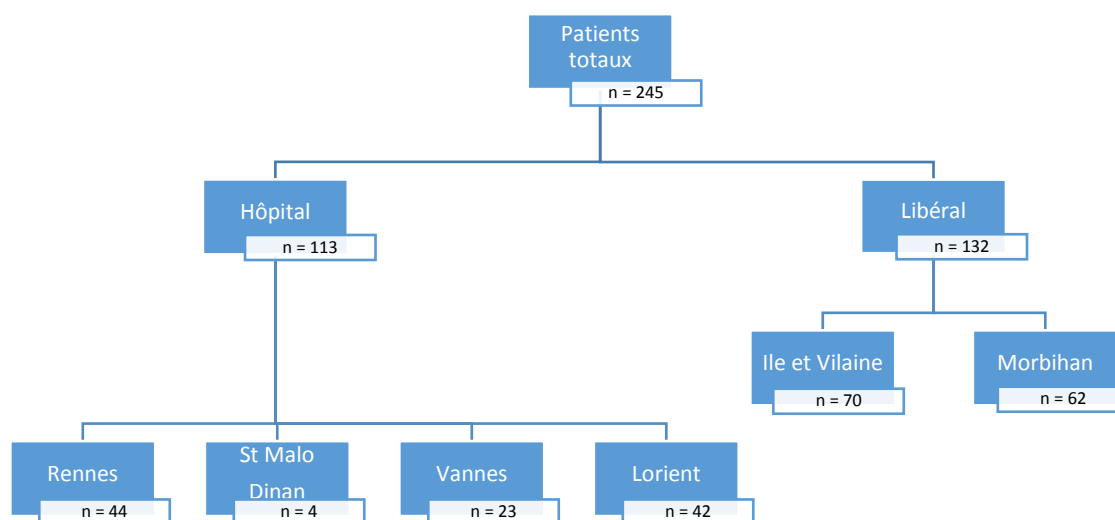 Patients
totaux
n = 245
Hôpital
n = 113
Libéral
n = 132
Ile et Vilaine
n = 70
Morbihan
n = 62
Rennes
n = 44
St Malo
Dinan
n = 4
Vannes
n = 23
Lorient
n = 42